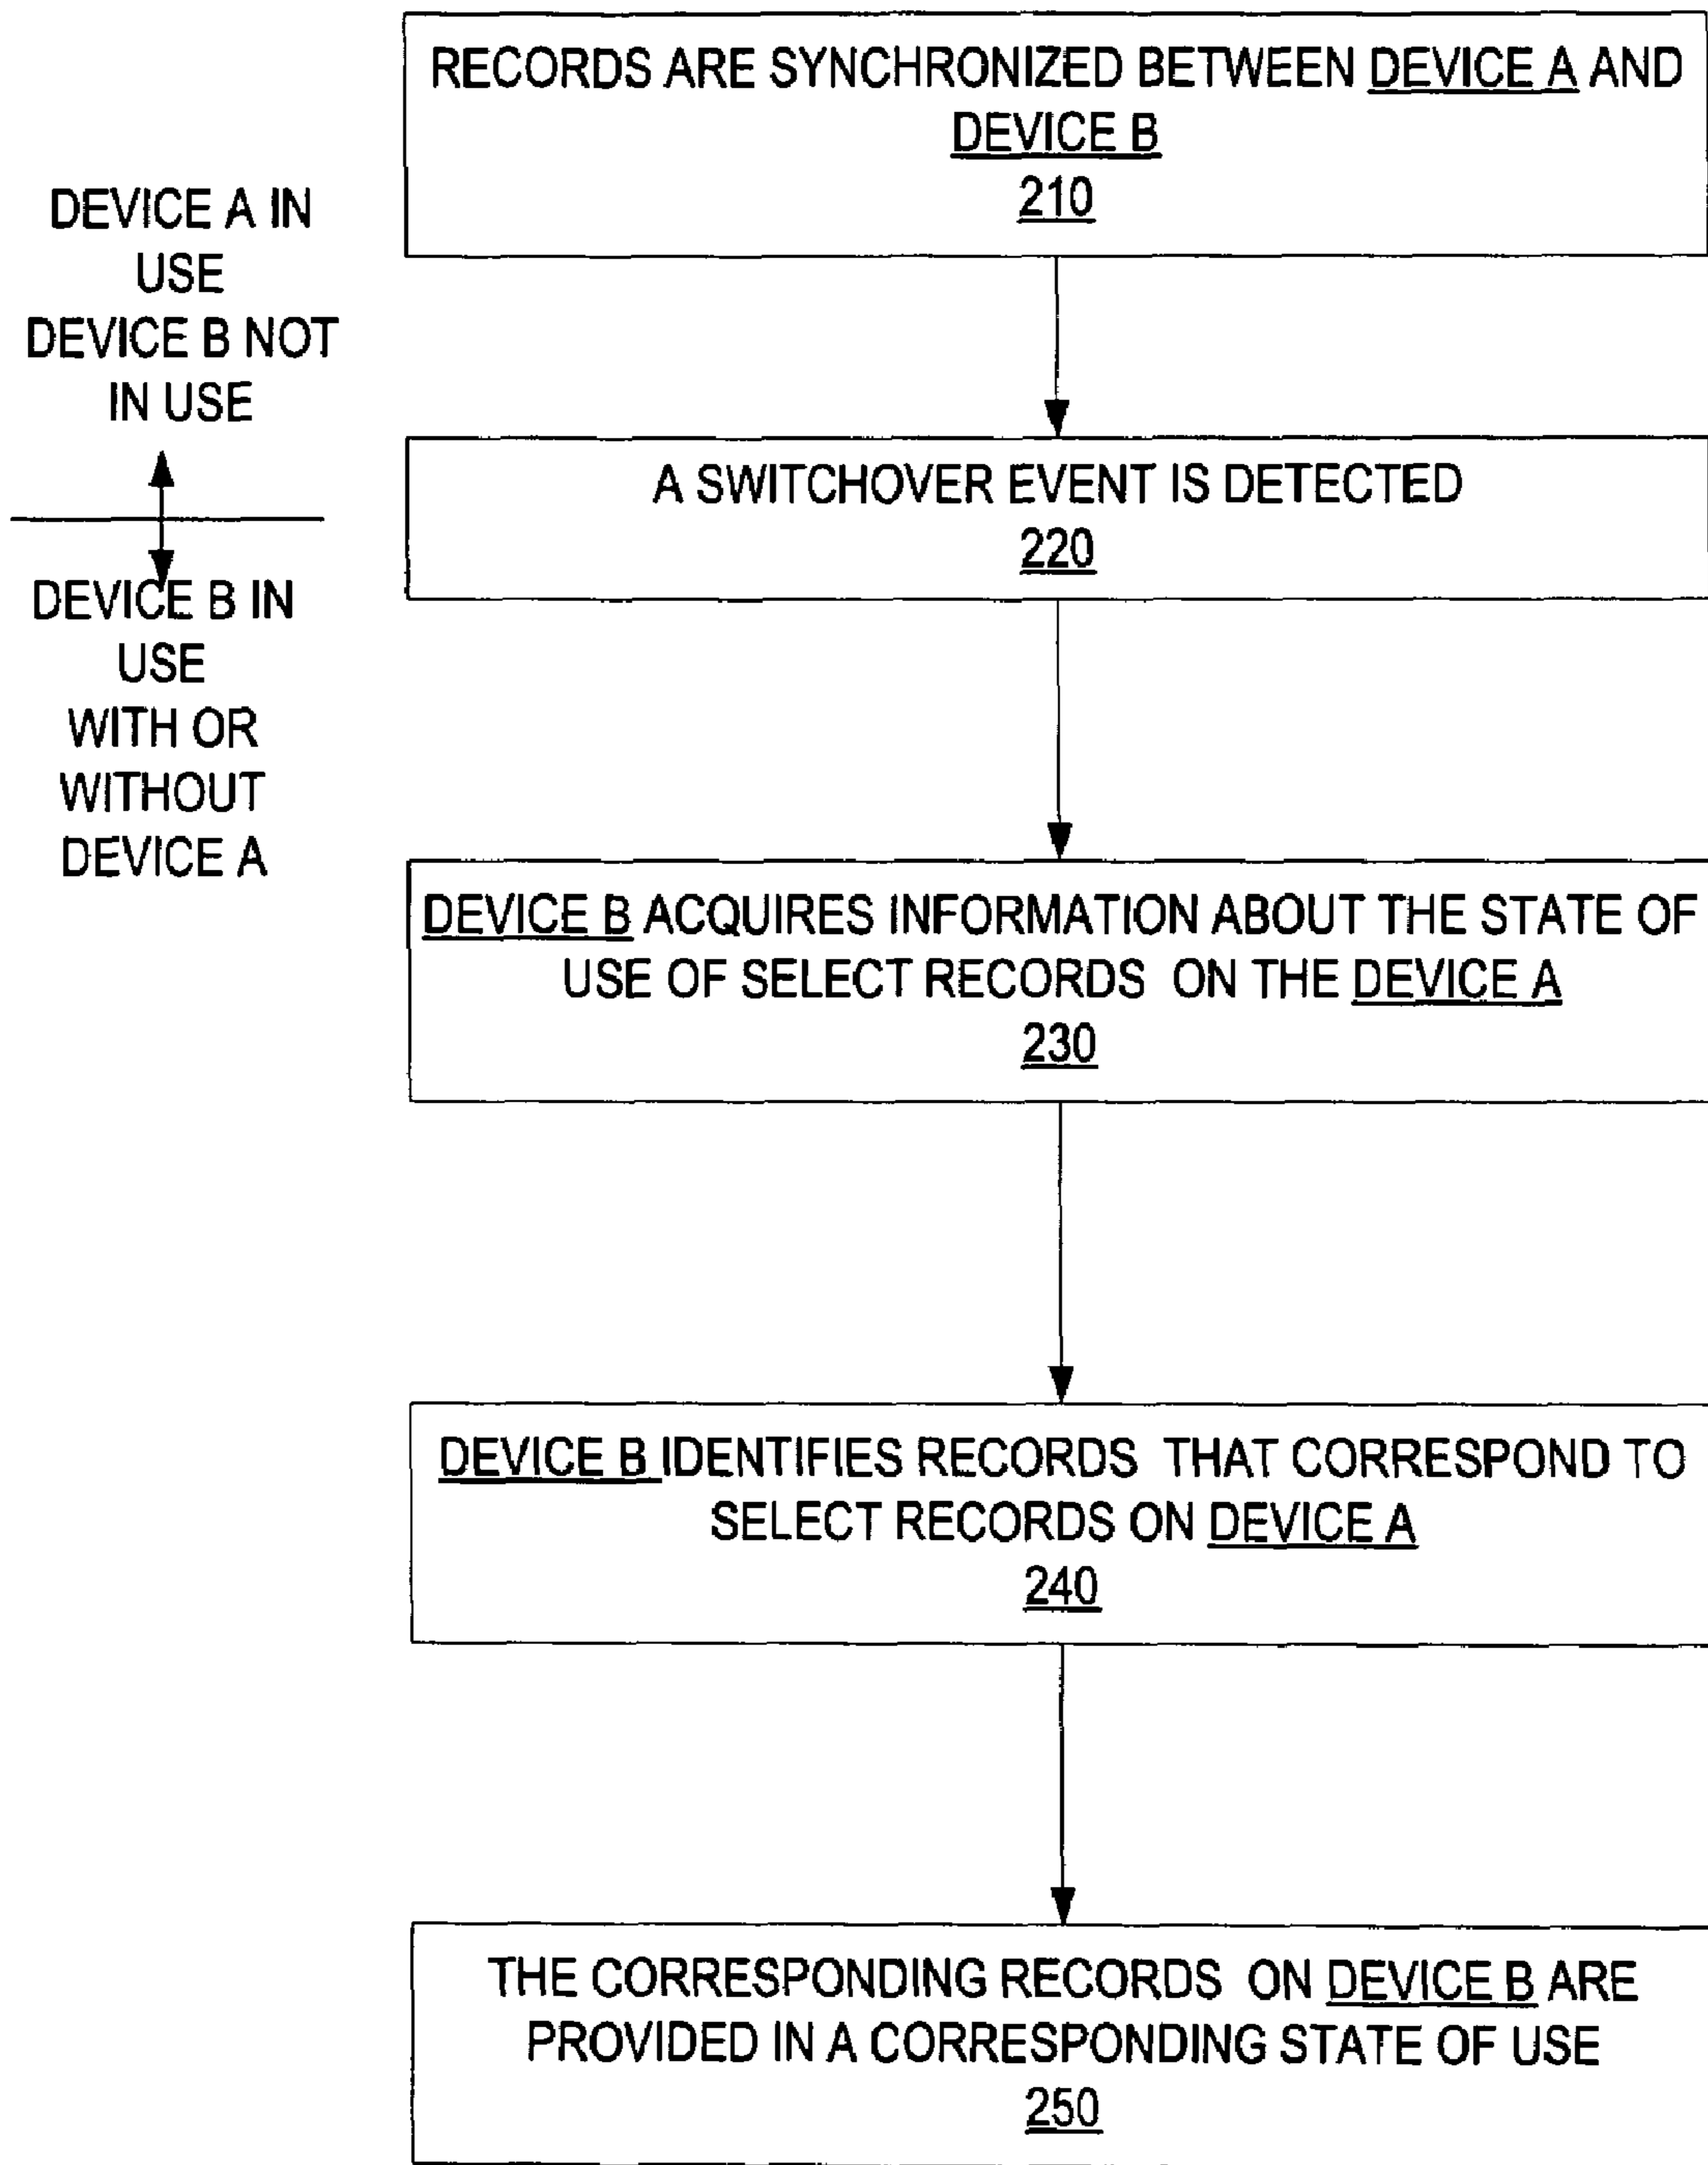 RECORDS ARE SYNCHRONIZED BETWEEN DEVICE A AND
DEVICE B
210
DEVICE A IN
USE
DEVICE B NOT
IN USE
A SWITCHOVER EVENT IS DETECTED
220
DEVICE B IN
USE
WITH OR
WITHOUT
DEVICE A
DEVICE B ACQUIRES INFORMATION ABOUT THE STATE OF
USE OF SELECT RECORDS ON THE DEVICE A
230
DEVICE B IDENTIFIES RECORDS THAT CORRESPOND TO
SELECT RECORDS ON DEVICE A
240
THE CORRESPONDING RECORDS ON DEVICE B ARE
PROVIDED IN A CORRESPONDING STATE OF USE
250